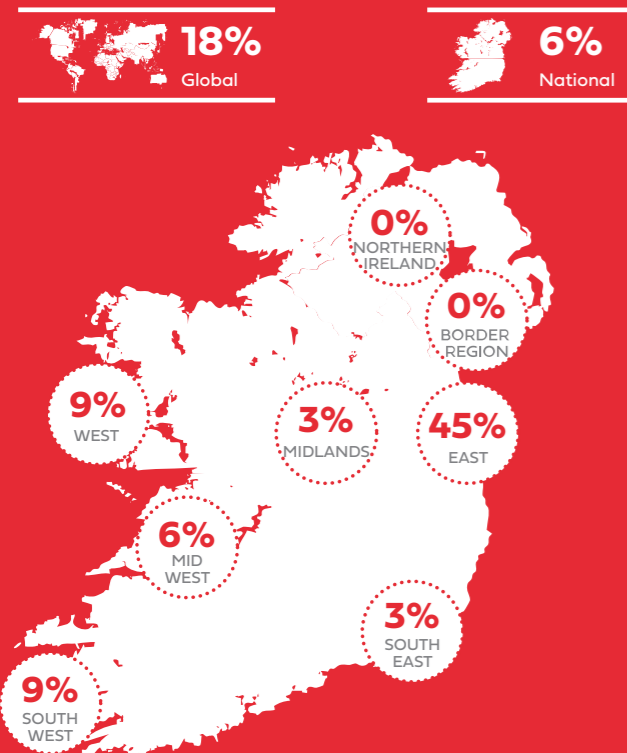 18%
Global
6%
National
0%
NORTHERN
IRELAND
0%
BORDER
REGION
9%
WEST
3%
MIDLANDS
45%
EAST
6%
MID
WEST
3%
SOUTH
EAST
9%
SOUTH
WEST